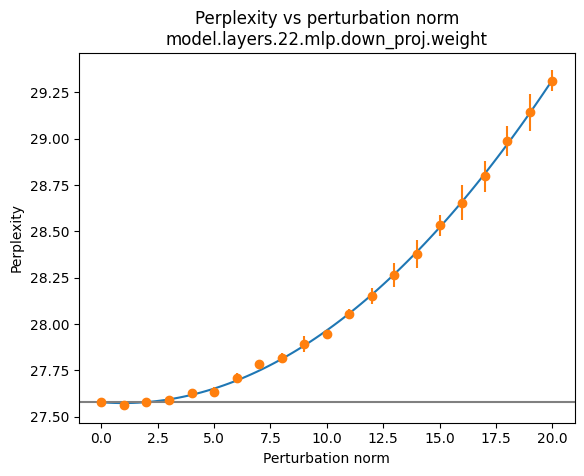 Perplexity vs perturbation norm
model.layers.22.mlp.down_proj.weight
29.25
29.00
28.75
28.50
28.25
28.00
27.75
27.50
Perplexity
0.0 2.5 5.0 7.5 10.0 12.5 15.0 17.5 20.0
Perturbation norm